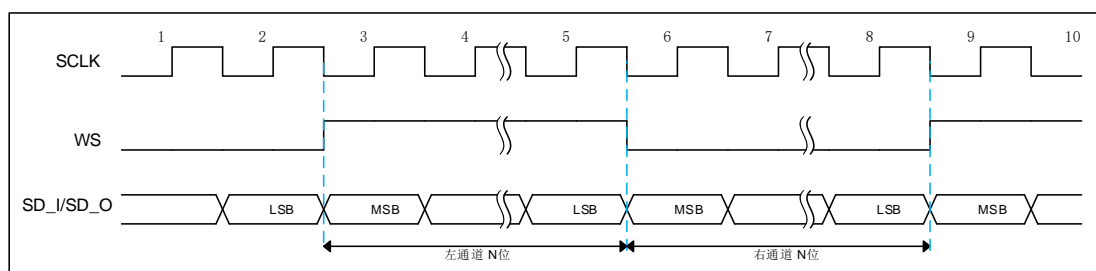 1 2 3 4 5 6 7 8 9 10
SCLK
WS
SD_I/SD_O LSB MSB LSB MSB LSB MSB
左通道 N位 右通道 N位